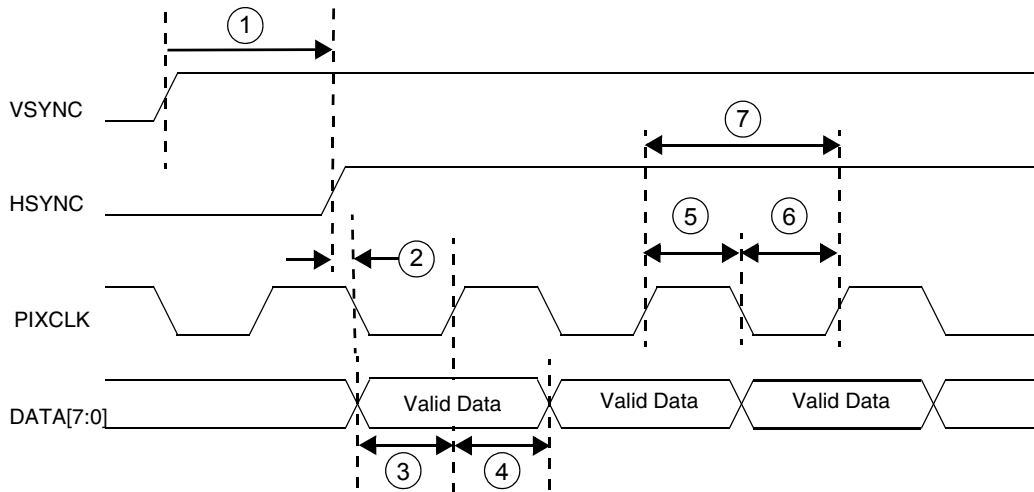 1
VSYNC
7
HSYNC
5
6
2
PIXCLK
DATA[7:0]
Valid Data
Valid Data
Valid Data
3
4